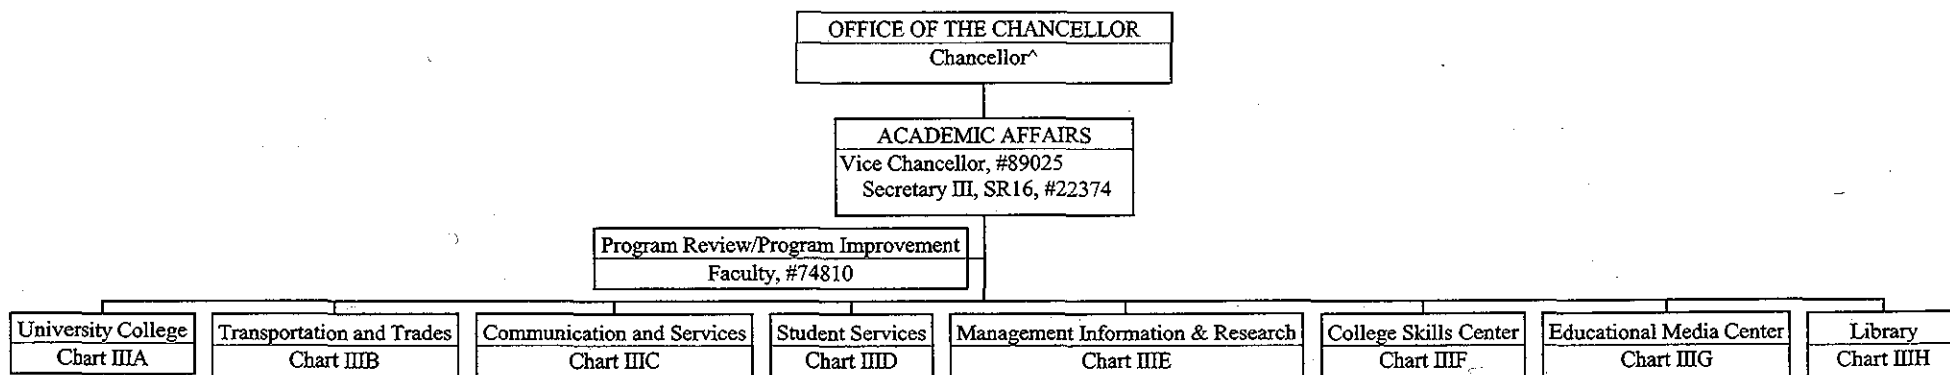 OFFICE OF THE CHANCELLOR
Chancellor^
ACADEMIC AFFAIRS
Vice Chancellor, #89025
Secretary III, SR16, #22374
Program Review/Program Improvement
Faculty, #74810
University College
Chart IIIA
Transportation and Trades
Chart IIIB
Communication and Services
Chart IIIC
Student Services
Chart IIID
Management Information & Research
Chart IIIE
College Skills Center
Chart IIIF
Educational Media Center
Chart IIIG
Library
Chart IIIH